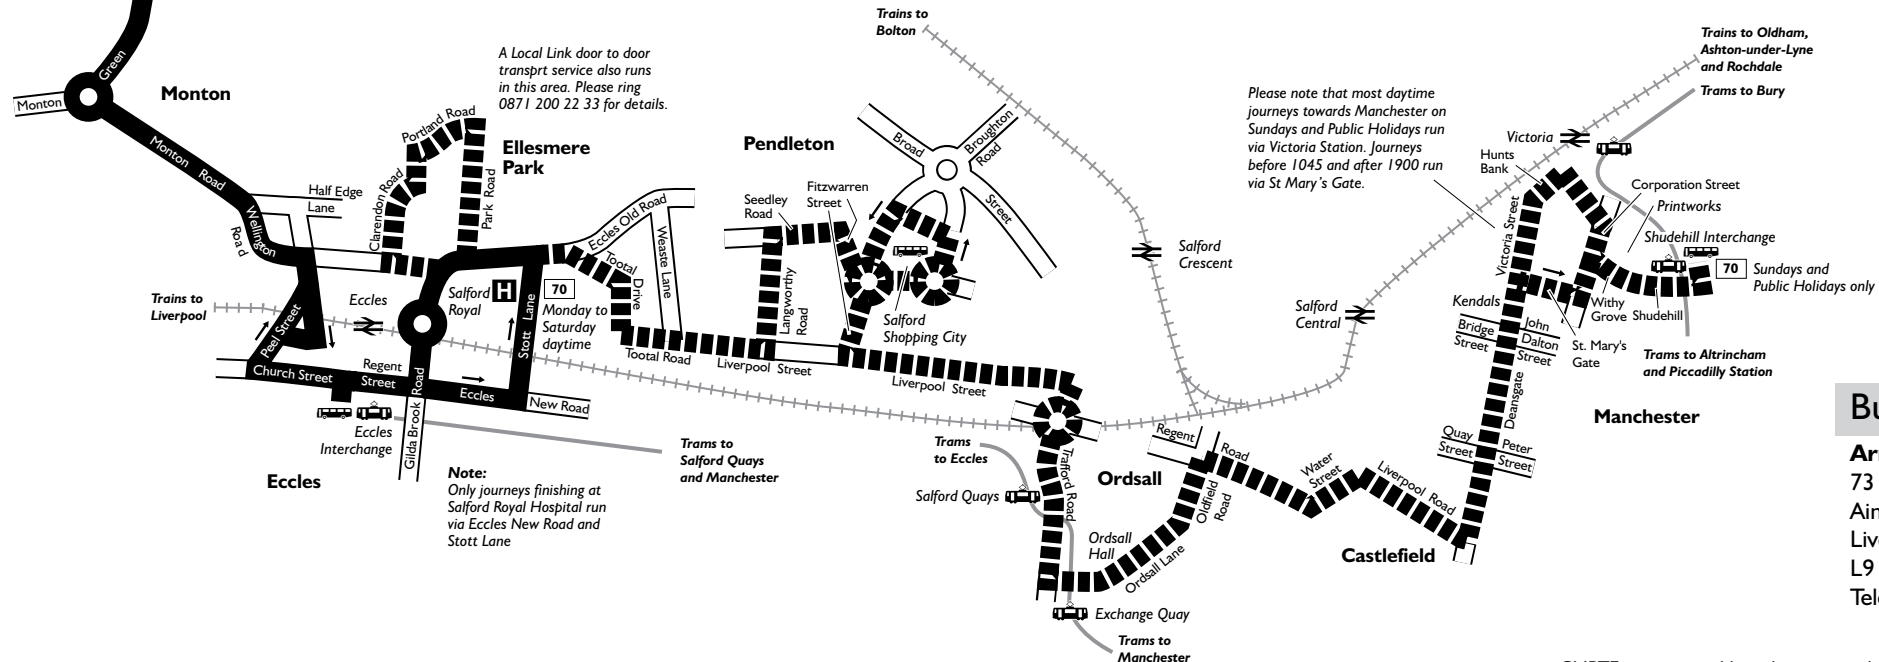 Green
Monton
Monton
Monton
Road
Half Edge
Lane
Wellington
Road
A Local Link door to door
transprt service also runs
in this area. Please ring
0871 200 22 33 for details.
Portland Road
Clarendon Road
Park Road
Ellesmere
Park
Eccles Old Road
Weaste Lane
Tootal
Drive
Trains to
Liverpool
Eccles
Peel Street
Church Street
Regent
Street
Gilda Brook Road
Eccles
New Road
Stott Lane
Salford
Royal
H
70
Monday to
Saturday
daytime
Eccles
Interchange
Eccles
Note:
Only journeys finishing at
Salford Royal Hospital run
via Eccles New Road and
Stott Lane
Trams to
Salford Quays
and Manchester
Tootal Road
Liverpool Street
Liverpool Street
Pendleton
Seedley
Road
Fitzwarren
Street
Langworthy
Road
Salford
Shopping City
Broad
Street
Broughton
Road
Trains to
Bolton
Salford
Crescent
Salford
Central
Trams
to Eccles
Salford Quays
Trafford Road
Ordsall
Ordsall
Hall
Ordsall Lane
Exchange Quay
Trams to
Manchester
Regent
Road
Oldfield
Road
Water
Street
Liverpool Road
Castlefield
Please note that most daytime
journeys towards Manchester on
Sundays and Public Holidays run
via Victoria Station. Journeys
before 1045 and after 1900 run
via St Mary's Gate.
Trains to Oldham,
Ashton-under-Lyne
and Rochdale
Trams to Bury
Victoria
Hunts
Bank
Corporation Street
Printworks
Shudehill Interchange
70
Sundays and
Public Holidays only
Victoria Street
Withy
Grove
Shudehill
Kendals
Bridge
Street
John
Dalton
Street
St. Mary's
Gate
Trams to Altrincham
and Piccadilly Station
Deansgate
Quay
Street
Peter
Street
Manchester
73
L9